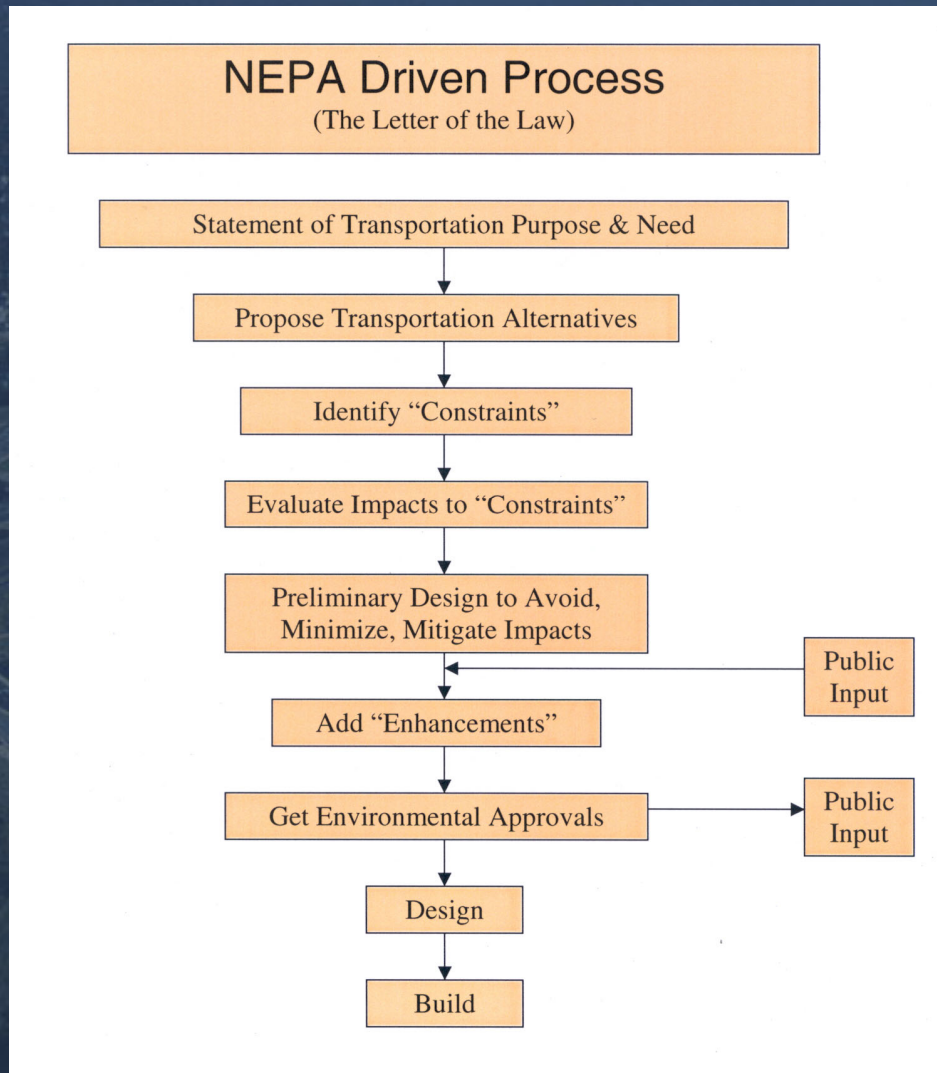 NEPA Driven Process
(The Letter of the Law)
Statement of Transportation Purpose & Need
Propose Transportation Alternatives
Identify “Constraints”
Evaluate Impacts to “Constraints”
Preliminary Design to Avoid,
Minimize, Mitigate Impacts
Public
Input
Add “Enhancements”
Get Environmental Approvals
Public
Input
Design
Build